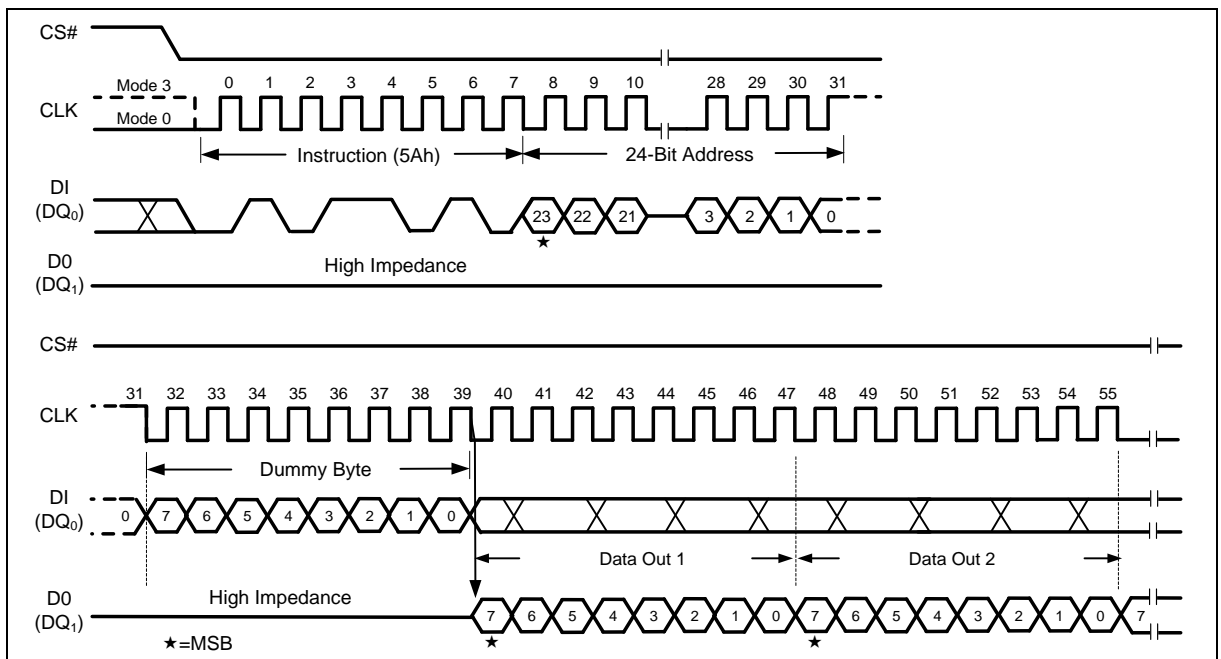 CS#
Mode 3 0 1 2 3 4 5 6 7 8 9 10 28 29 30 31
CLK
Mode 0
Instruction (5Ah) 24-Bit Address
DI
(DQ₀)
23 22 21 3 2 1 0
★
D0
(DQ₁)
High Impedance
CS#
31 32 33 34 35 36 37 38 39 40 41 42 43 44 45 46 47 48 49 50 51 52 53 54 55
CLK
Dummy Byte
DI
(DQ₀)
0 7 6 5 4 3 2 1 0
Data Out 1 Data Out 2
D0
(DQ₁)
High Impedance
7 6 5 4 3 2 1 0 7 6 5 4 3 2 1 0 7
★ ★
★=MSB